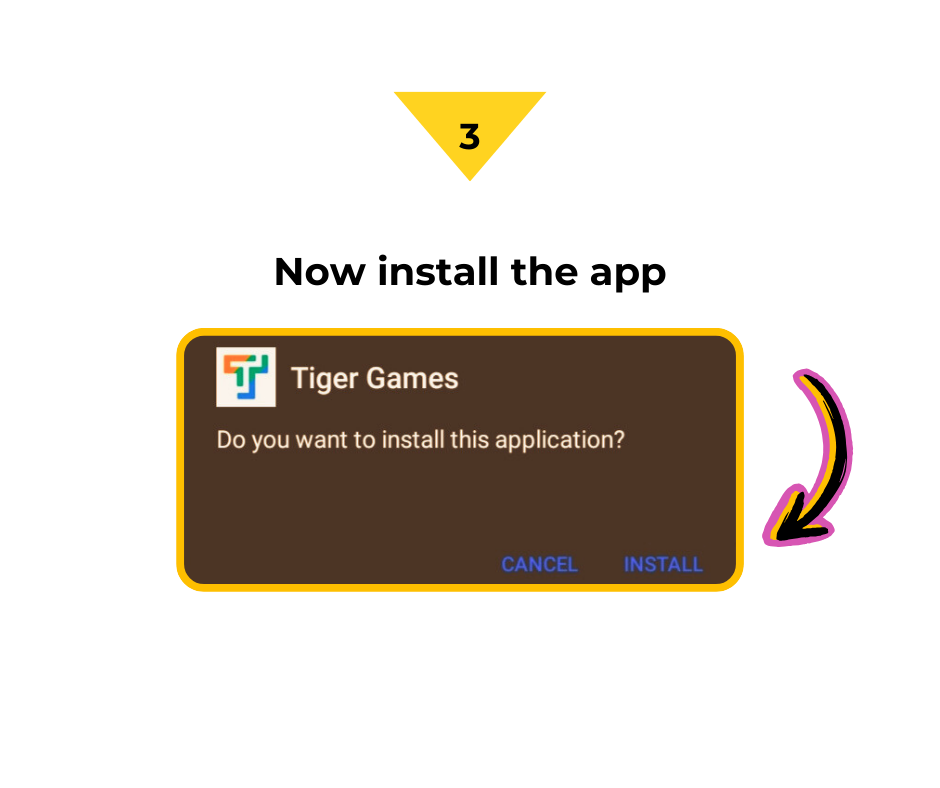 3
Now install the app
Tiger Games
Do you want to install this application?
CANCEL INSTALL